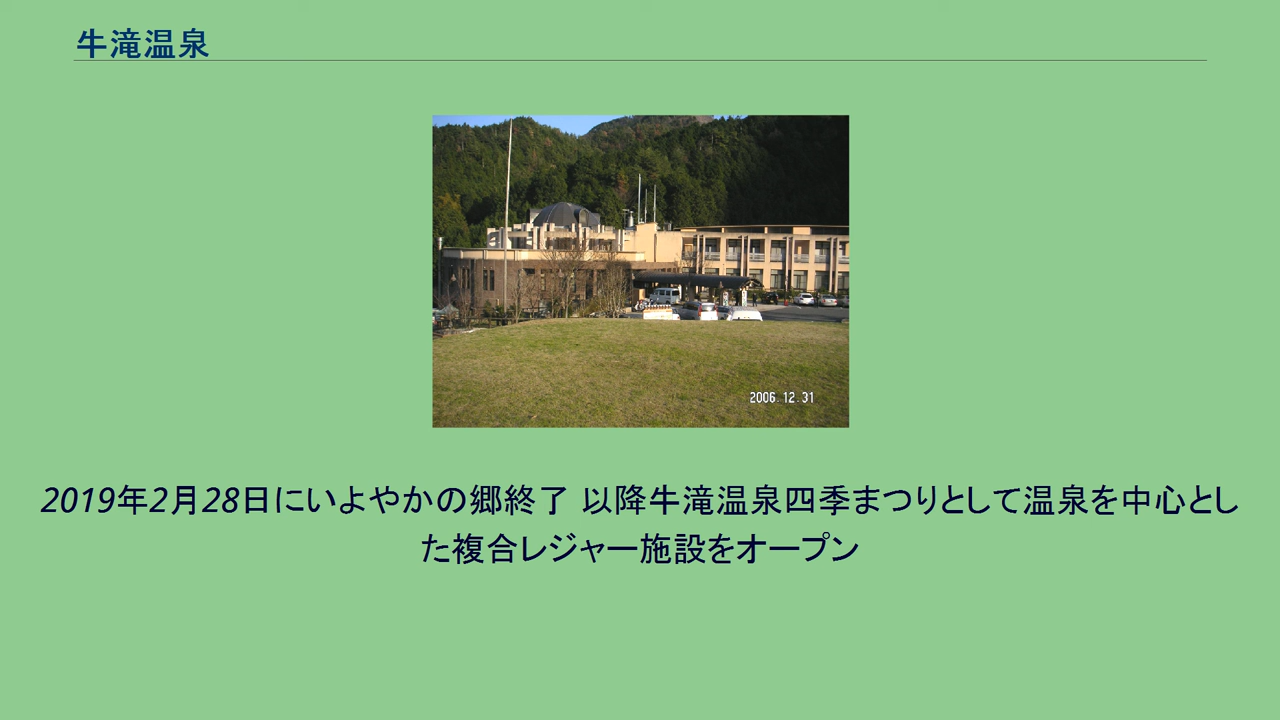 牛滝温泉
2006.12.31
2019年2月28日にいよやかの郷終了 以降牛滝温泉四季まつりとして温泉を中心とし
た複合レジャー施設をオープン